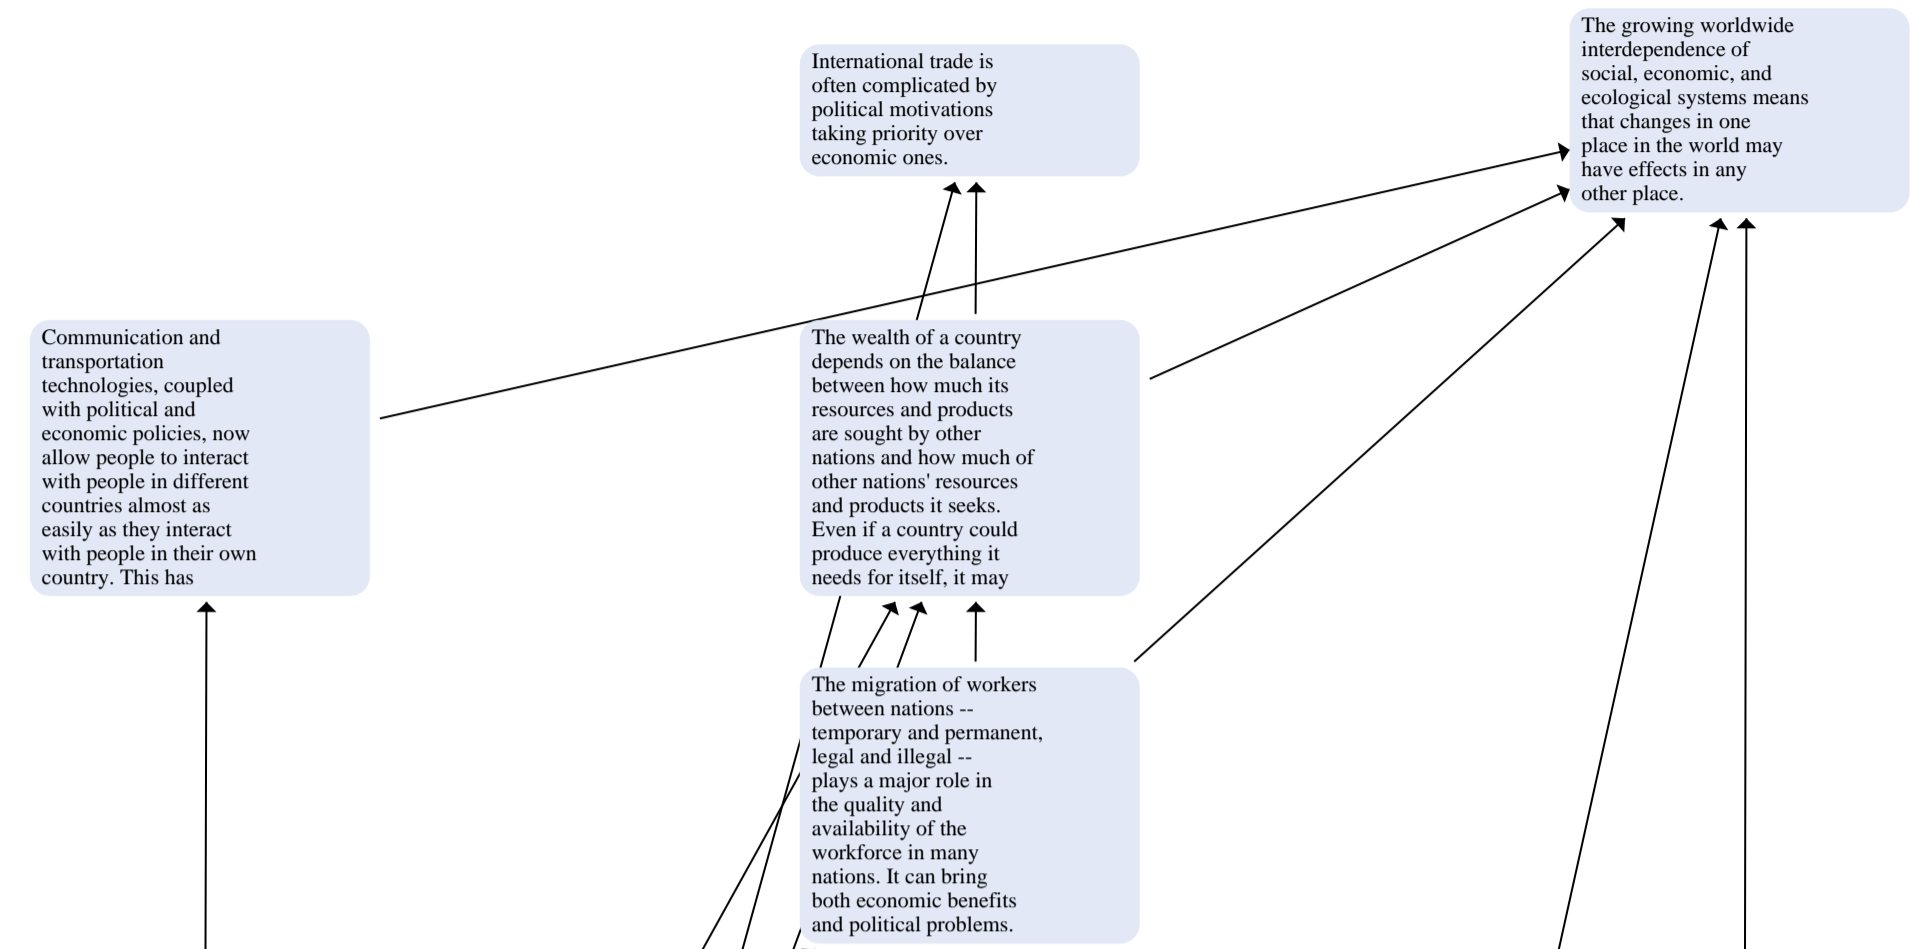 The growing worldwide
interdependence of
social, economic, and
ecological systems means
that changes in one
place in the world may
have effects in any
other place.
International trade is
often complicated by
political motivations
taking priority over
economic ones.
Communication and
transportation
technologies, coupled
with political and
economic policies, now
allow people to interact
with people in different
countries almost as
easily as they interact
with people in their own
country. This has
The wealth of a country
depends on the balance
between how much its
resources and products
are sought by other
nations and how much of
other nations' resources
and products it seeks.
Even if a country could
produce everything it
needs for itself, it may
The migration of workers
between nations --
temporary and permanent,
legal and illegal --
plays a major role in
the quality and
availability of the
workforce in many
nations. It can bring
both economic benefits
and political problems.